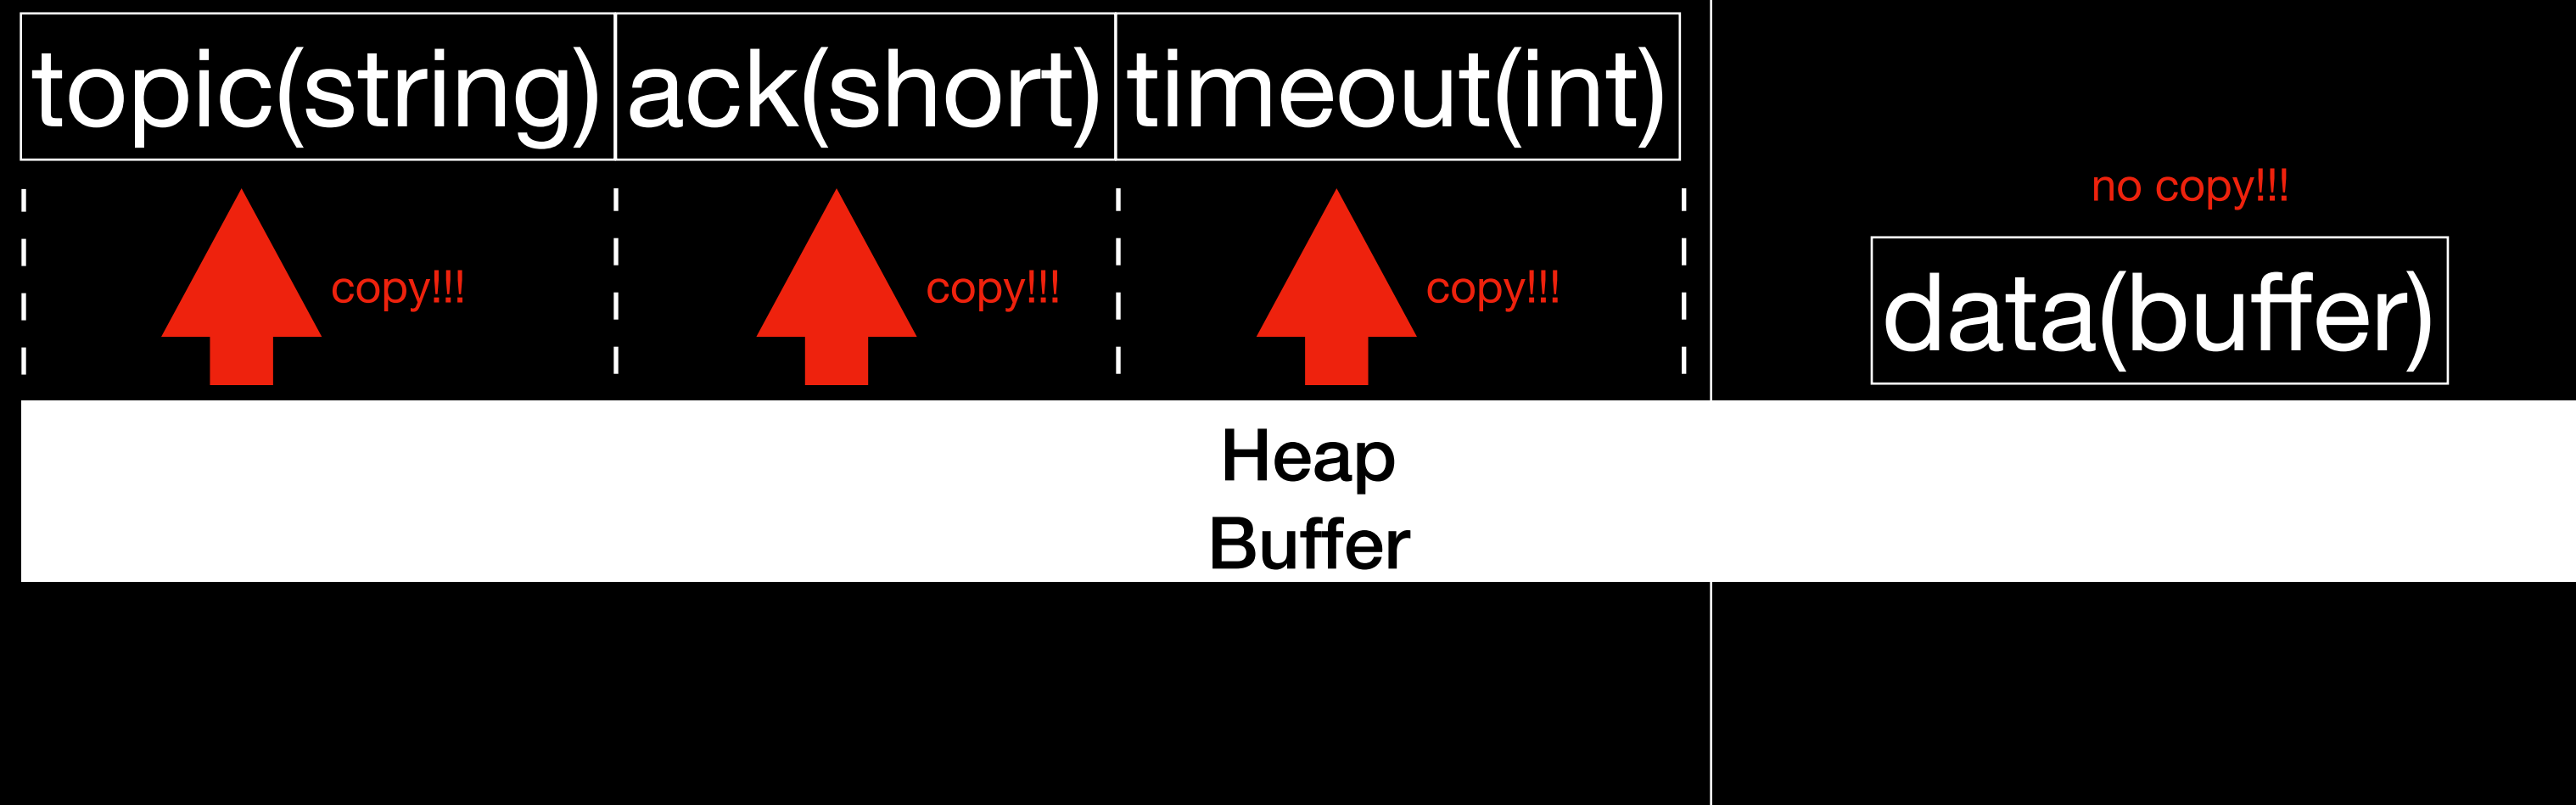 topic(string) ack(short) timeout(int)
no copy!!!
copy!!! copy!!! copy!!!
data(buffer)
Heap
Buffer